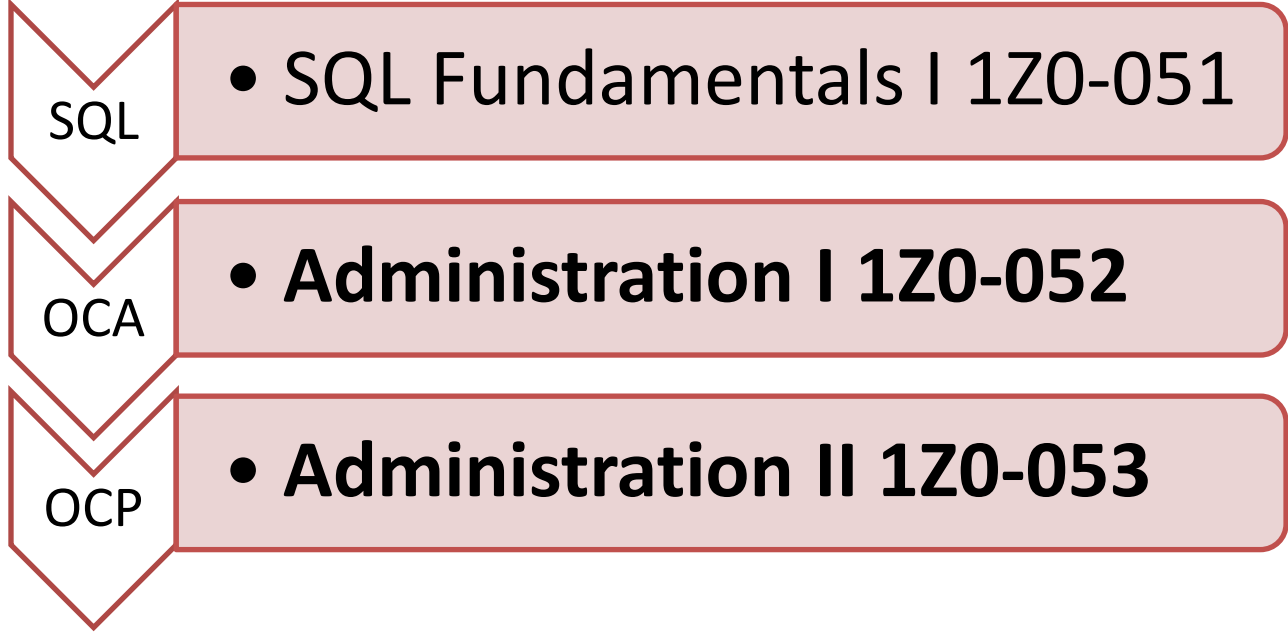 SQL
• SQL Fundamentals I 1Z0-051
OCA
• Administration I 1Z0-052
OCP
• Administration II 1Z0-053